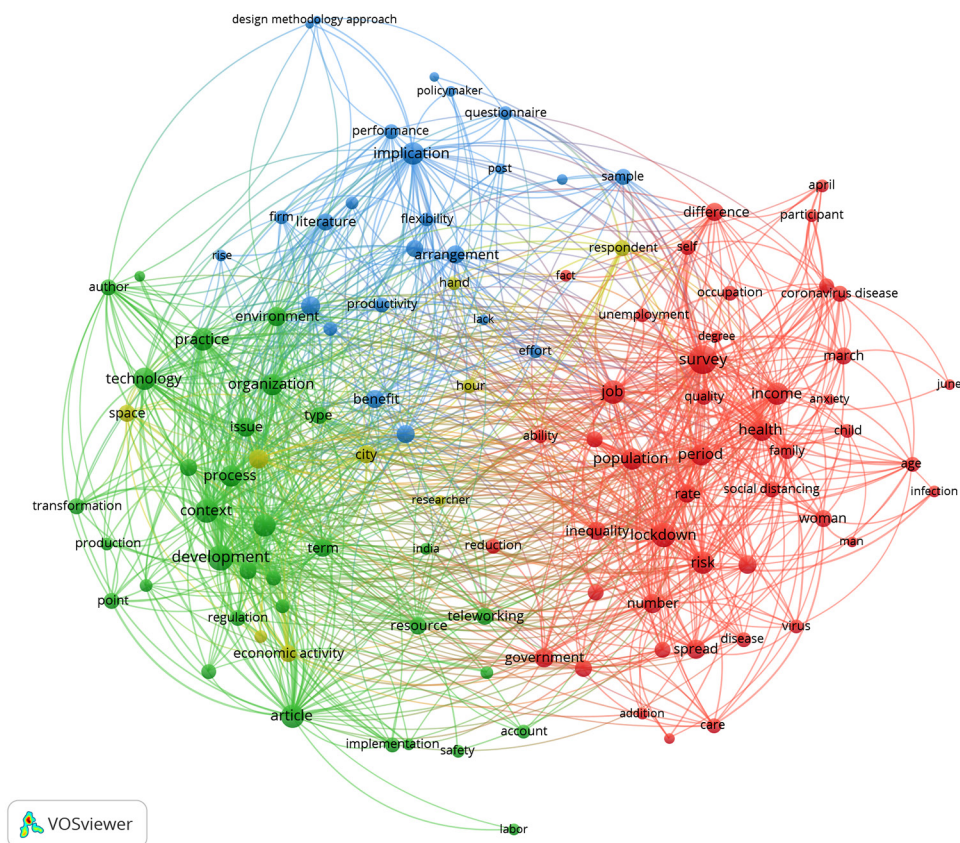 design methodology approach
policymaker
questionnaire
performance
implication
post
sample
april
difference
participant
firm
literature
flexibility
respondent
self
rise
arrangement
fact
author
hand
occupation
coronavirus disease
productivity
environment
lack
unemployment
degree
practice
effort
survey
march
technology
organization
hour
job
income
june
benefit
quality
anxiety
space
type
issue
ability
health
child
city
population
period
family
age
process
rate
social distancing
infection
researcher
transformation
context
woman
inequality
lockdown
production
term
india
reduction
man
development
risk
point
number
regulation
teleworking
resource
virus
disease
economic activity
government
spread
article
addition
care
account
implementation
safety
labor
VOSviewer